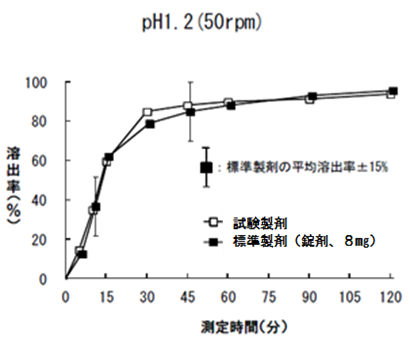 pH1.2(50rpm)
溶出率(%)
100
80
60
40
20
0
:標準製剤の平均溶出率±15%
試験製剤
標準製剤(錠剤、8㎎)
0 15 30 45 60 75 90 105 120
測定時間(分)